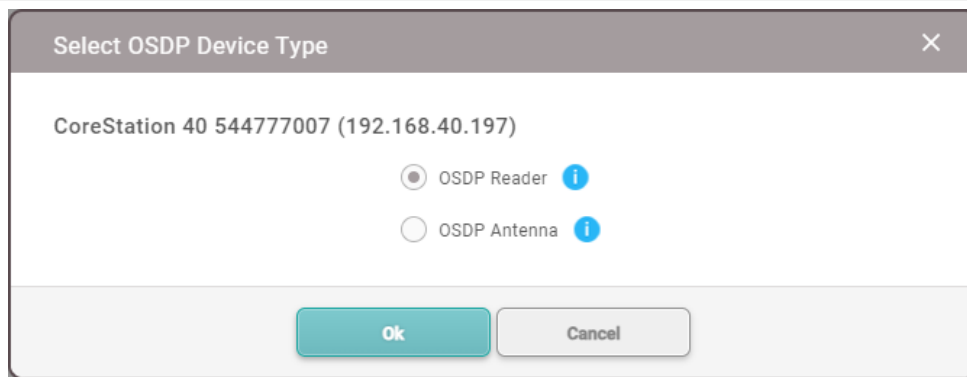 Select OSDP Device Type
CoreStation 40 544777007 (192.168.40.197)
OSDP Reader i
OSDP Antenna i
Ok Cancel